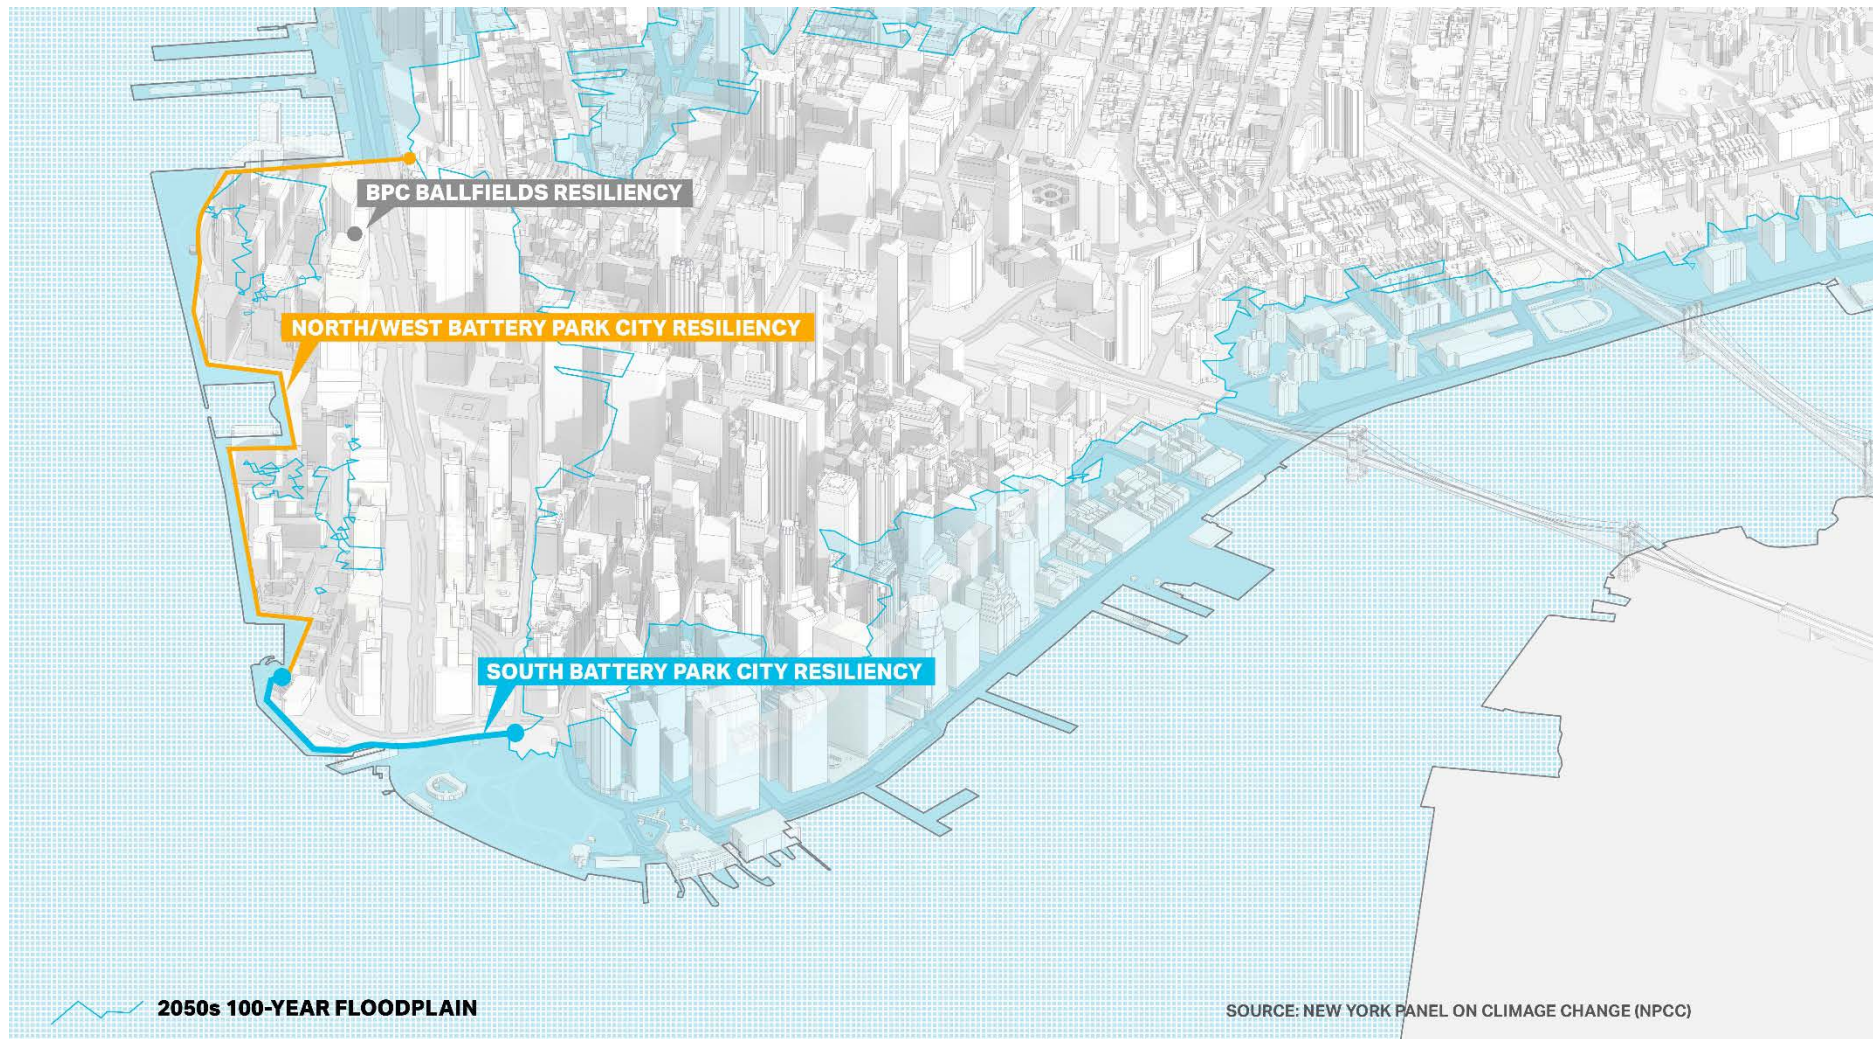 BPC BALLFIELDS RESILIENCY
NORTH/WEST BATTERY PARK CITY RESILIENCY
SOUTH BATTERY PARK CITY RESILIENCY
2050s 100-YEAR FLOODPLAIN
SOURCE: NEW YORK PANEL ON CLIMAGE CHANGE (NPCC)